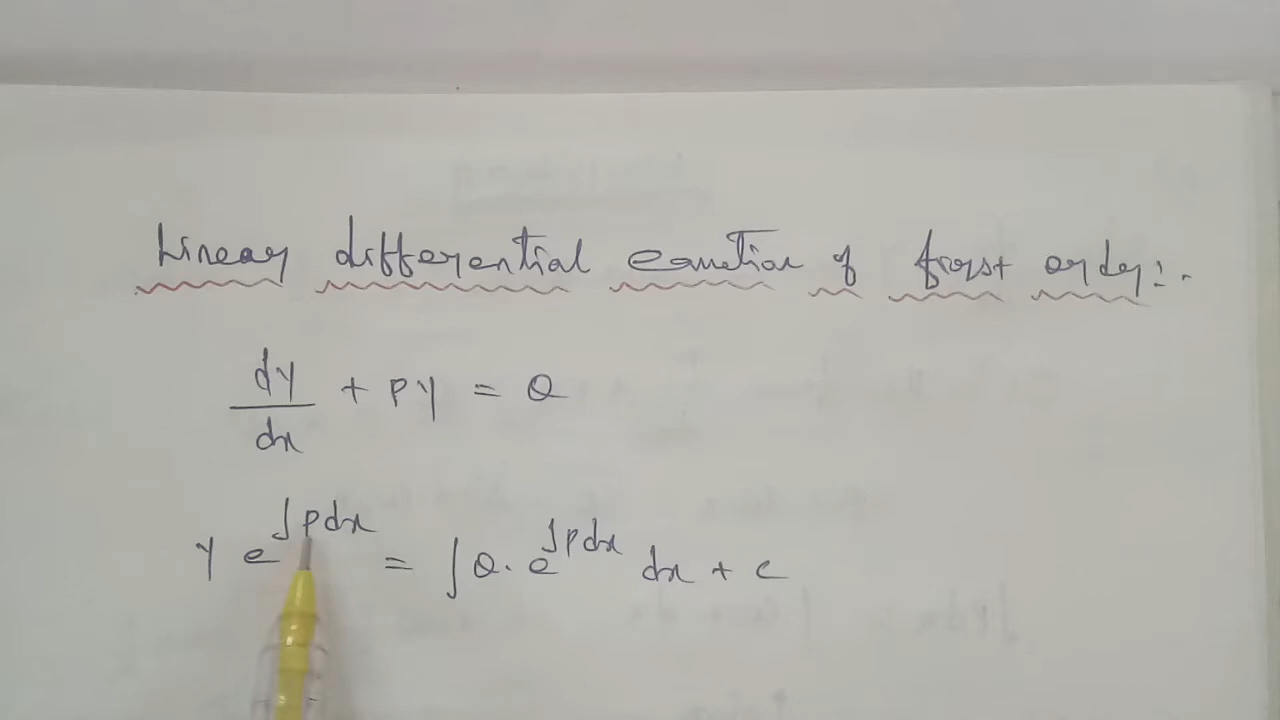 Linear differential equation of first order:-
dy/dx + Py = Q
y e^∫Pdx = ∫Q. e^∫Pdx dx + c